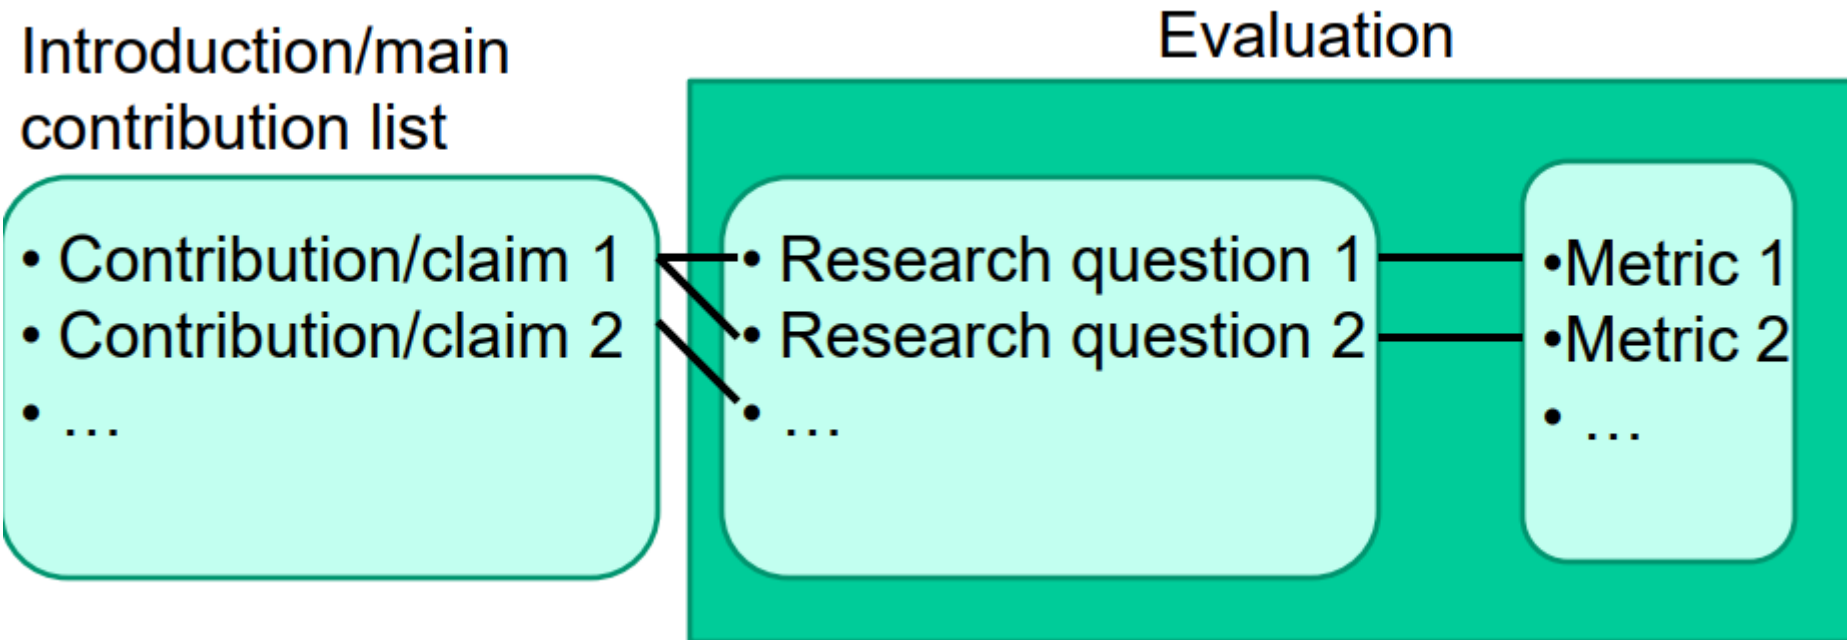 Introduction/main
contribution list
• Contribution/claim 1
• Contribution/claim 2
• …
Evaluation
• Research question 1
• Research question 2
• …
•Metric 1
•Metric 2
• …